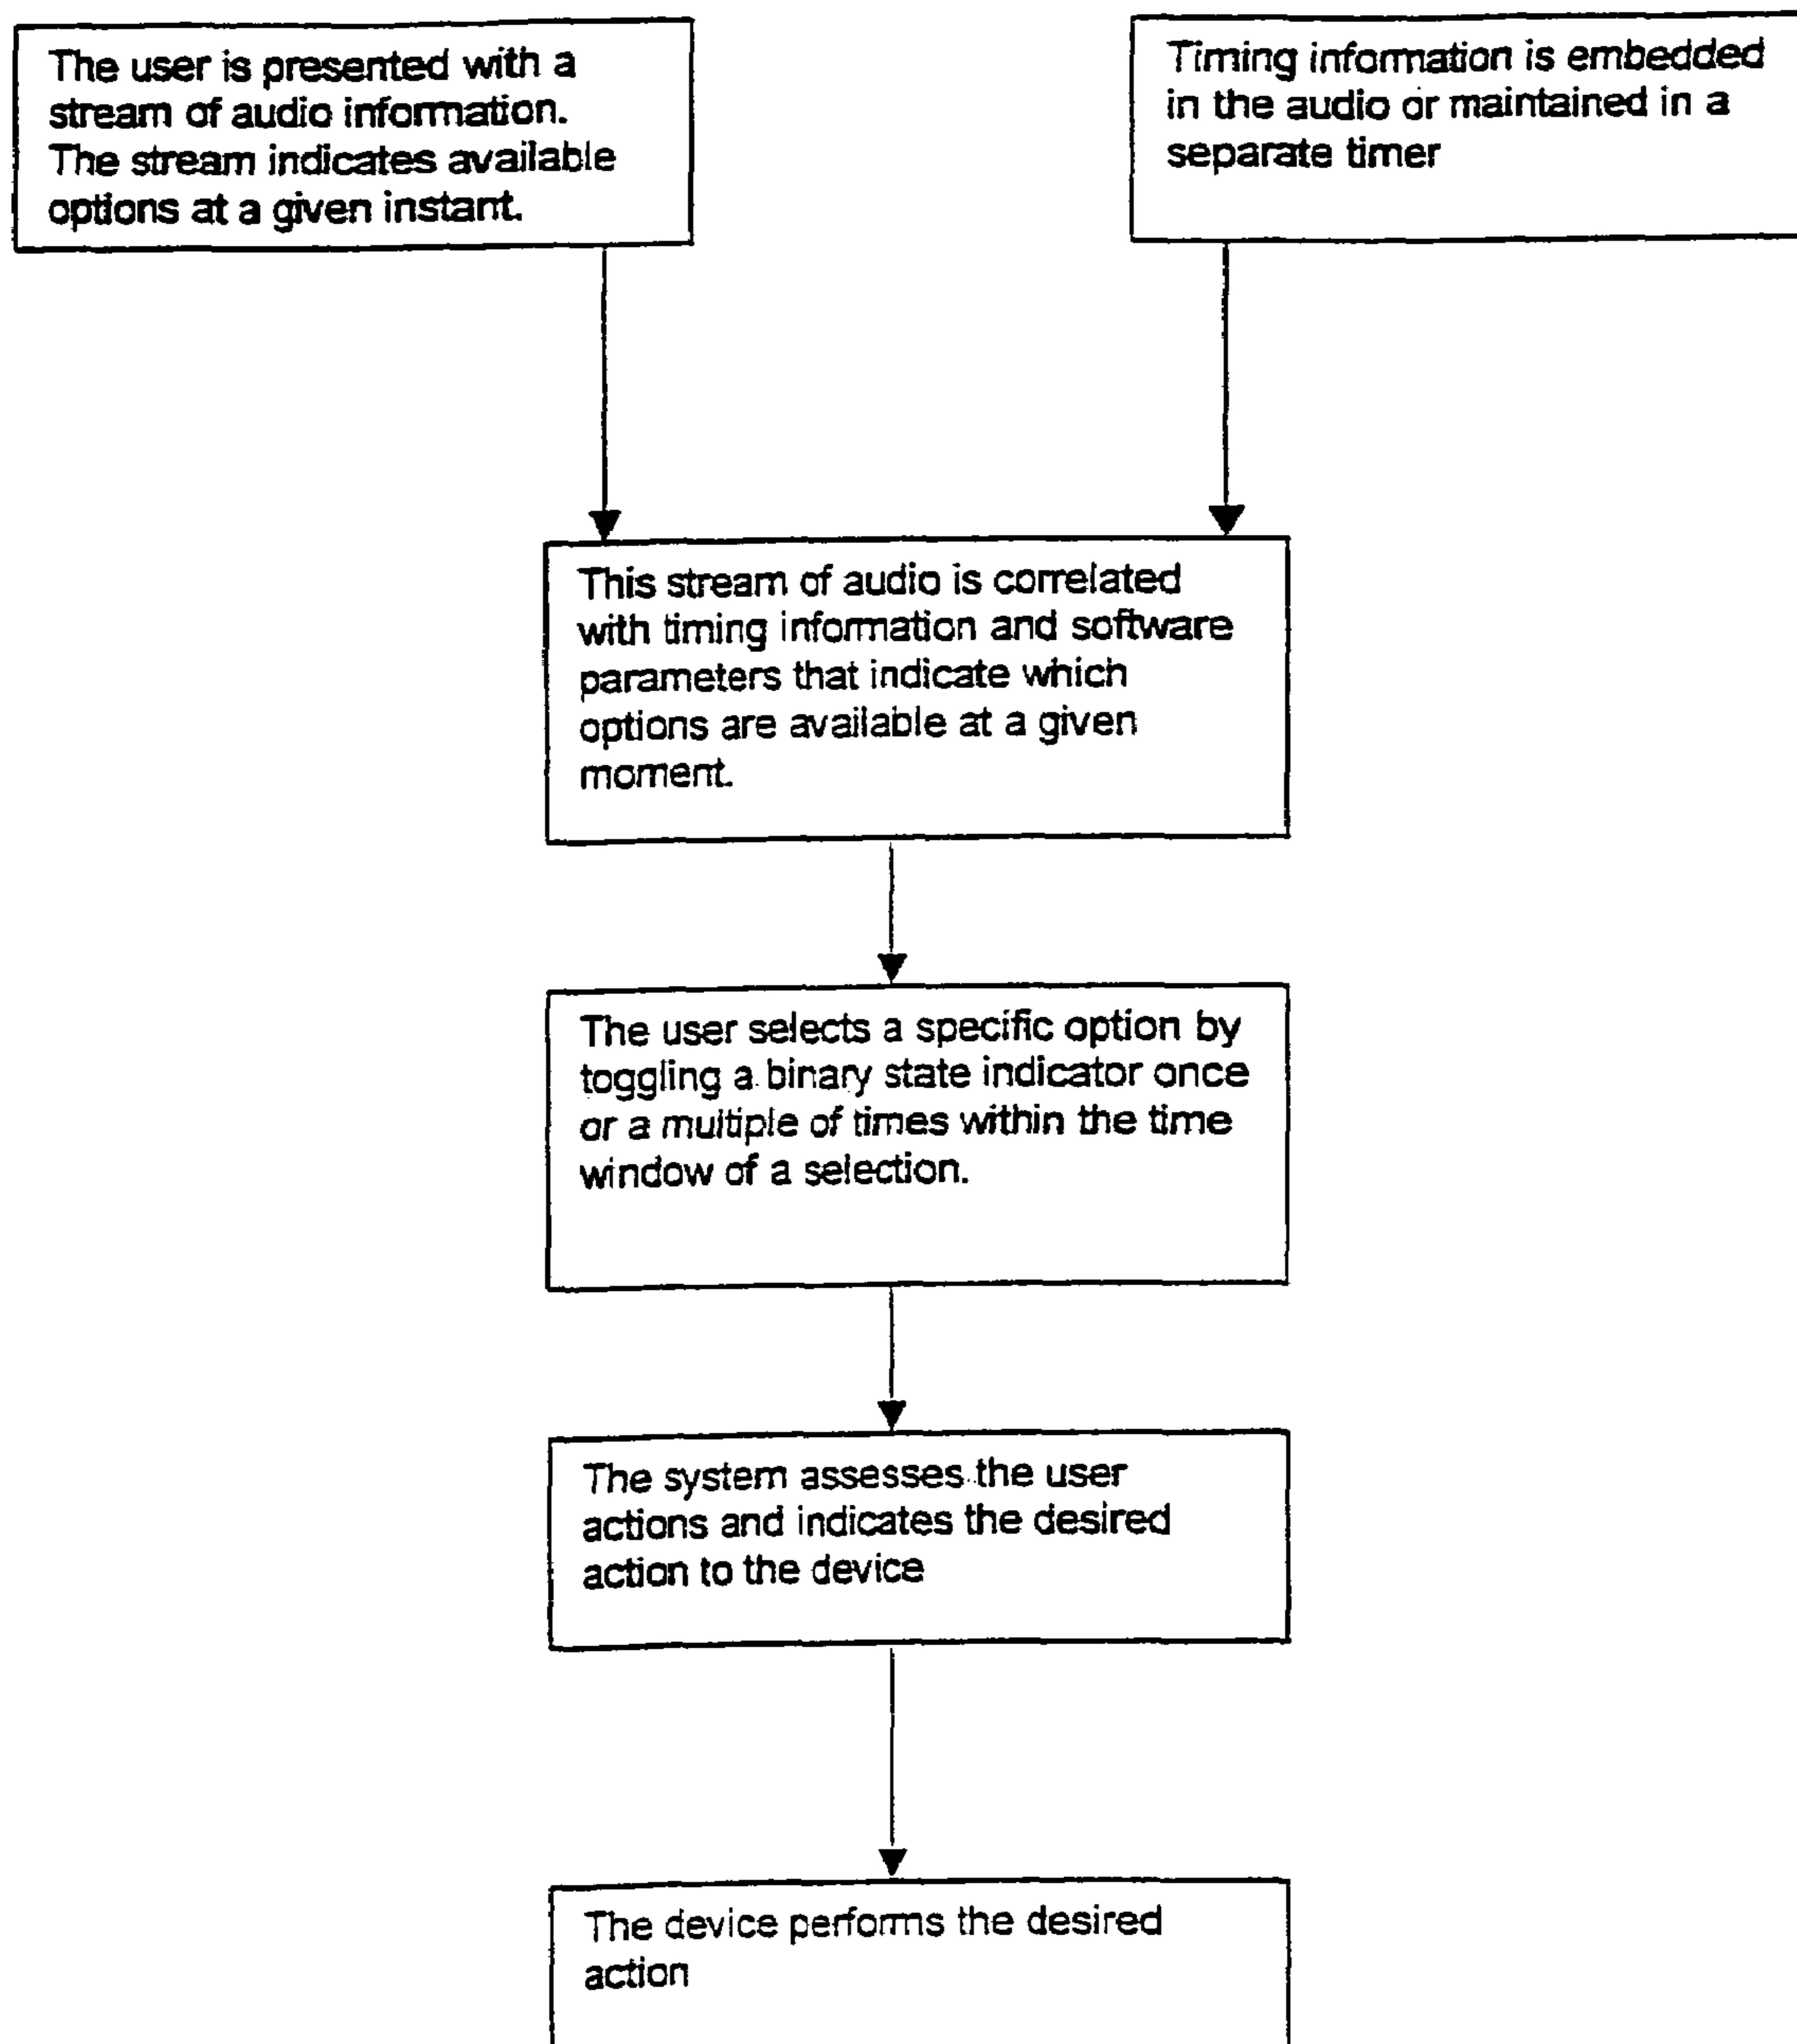 The user is presented with a
stream of audio information.
The stream indicates available
options at a given instant.
Timing information is embedded
in the audio or maintained in a
separate timer
This stream of audio is correlated
with timing information and software
parameters that indicate which
options are available at a given
moment.
The user selects a specific option by
toggling a binary state indicator once
or a multiple of times within the time
window of a selection.
The system assesses the user
actions and indicates the desired
action to the device
The device performs the desired
action